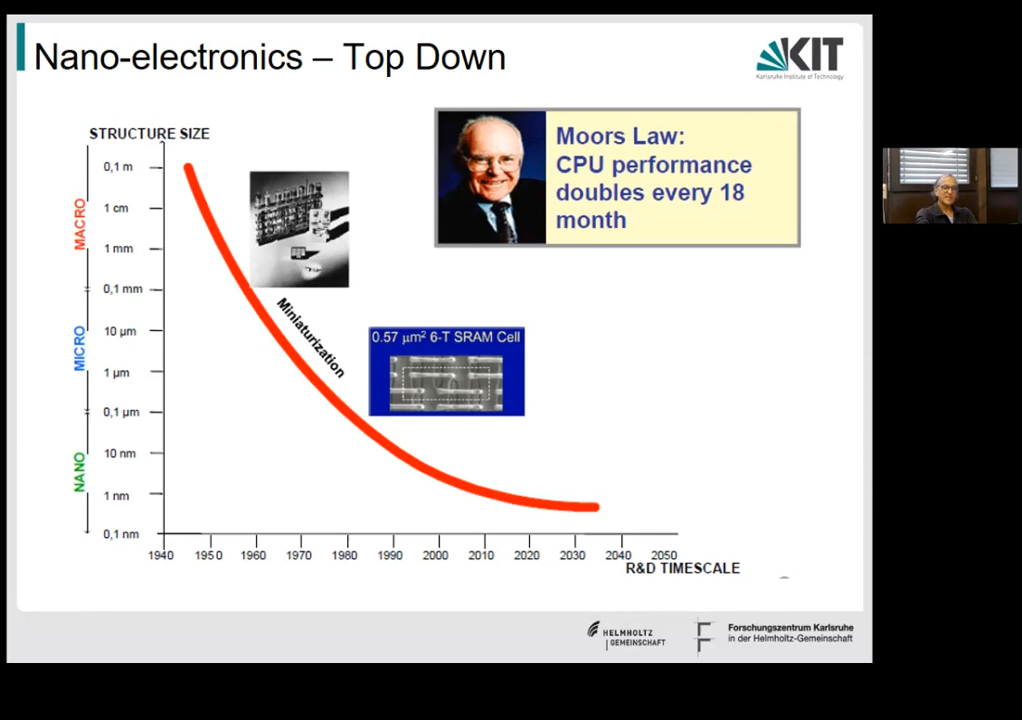 Nano-electronics – Top Down
KIT
Karlsruhe Institute of Technology
STRUCTURE SIZE
Moors Law:
CPU performance
doubles every 18
month
MACRO
MICRO
NANO
0,1 m
1 cm
1 mm
0,1 mm
10 µm
1 µm
0,1 µm
10 nm
1 nm
0,1 nm
Miniaturization
0.57 µm² 6-T SRAM Cell
1940 1950 1960 1970 1980 1990 2000 2010 2020 2030 2040 2050
R&D TIMESCALE
HELMHOLTZ
GEMEINSCHAFT
Forschungszentrum Karlsruhe
in der Helmholtz-Gemeinschaft